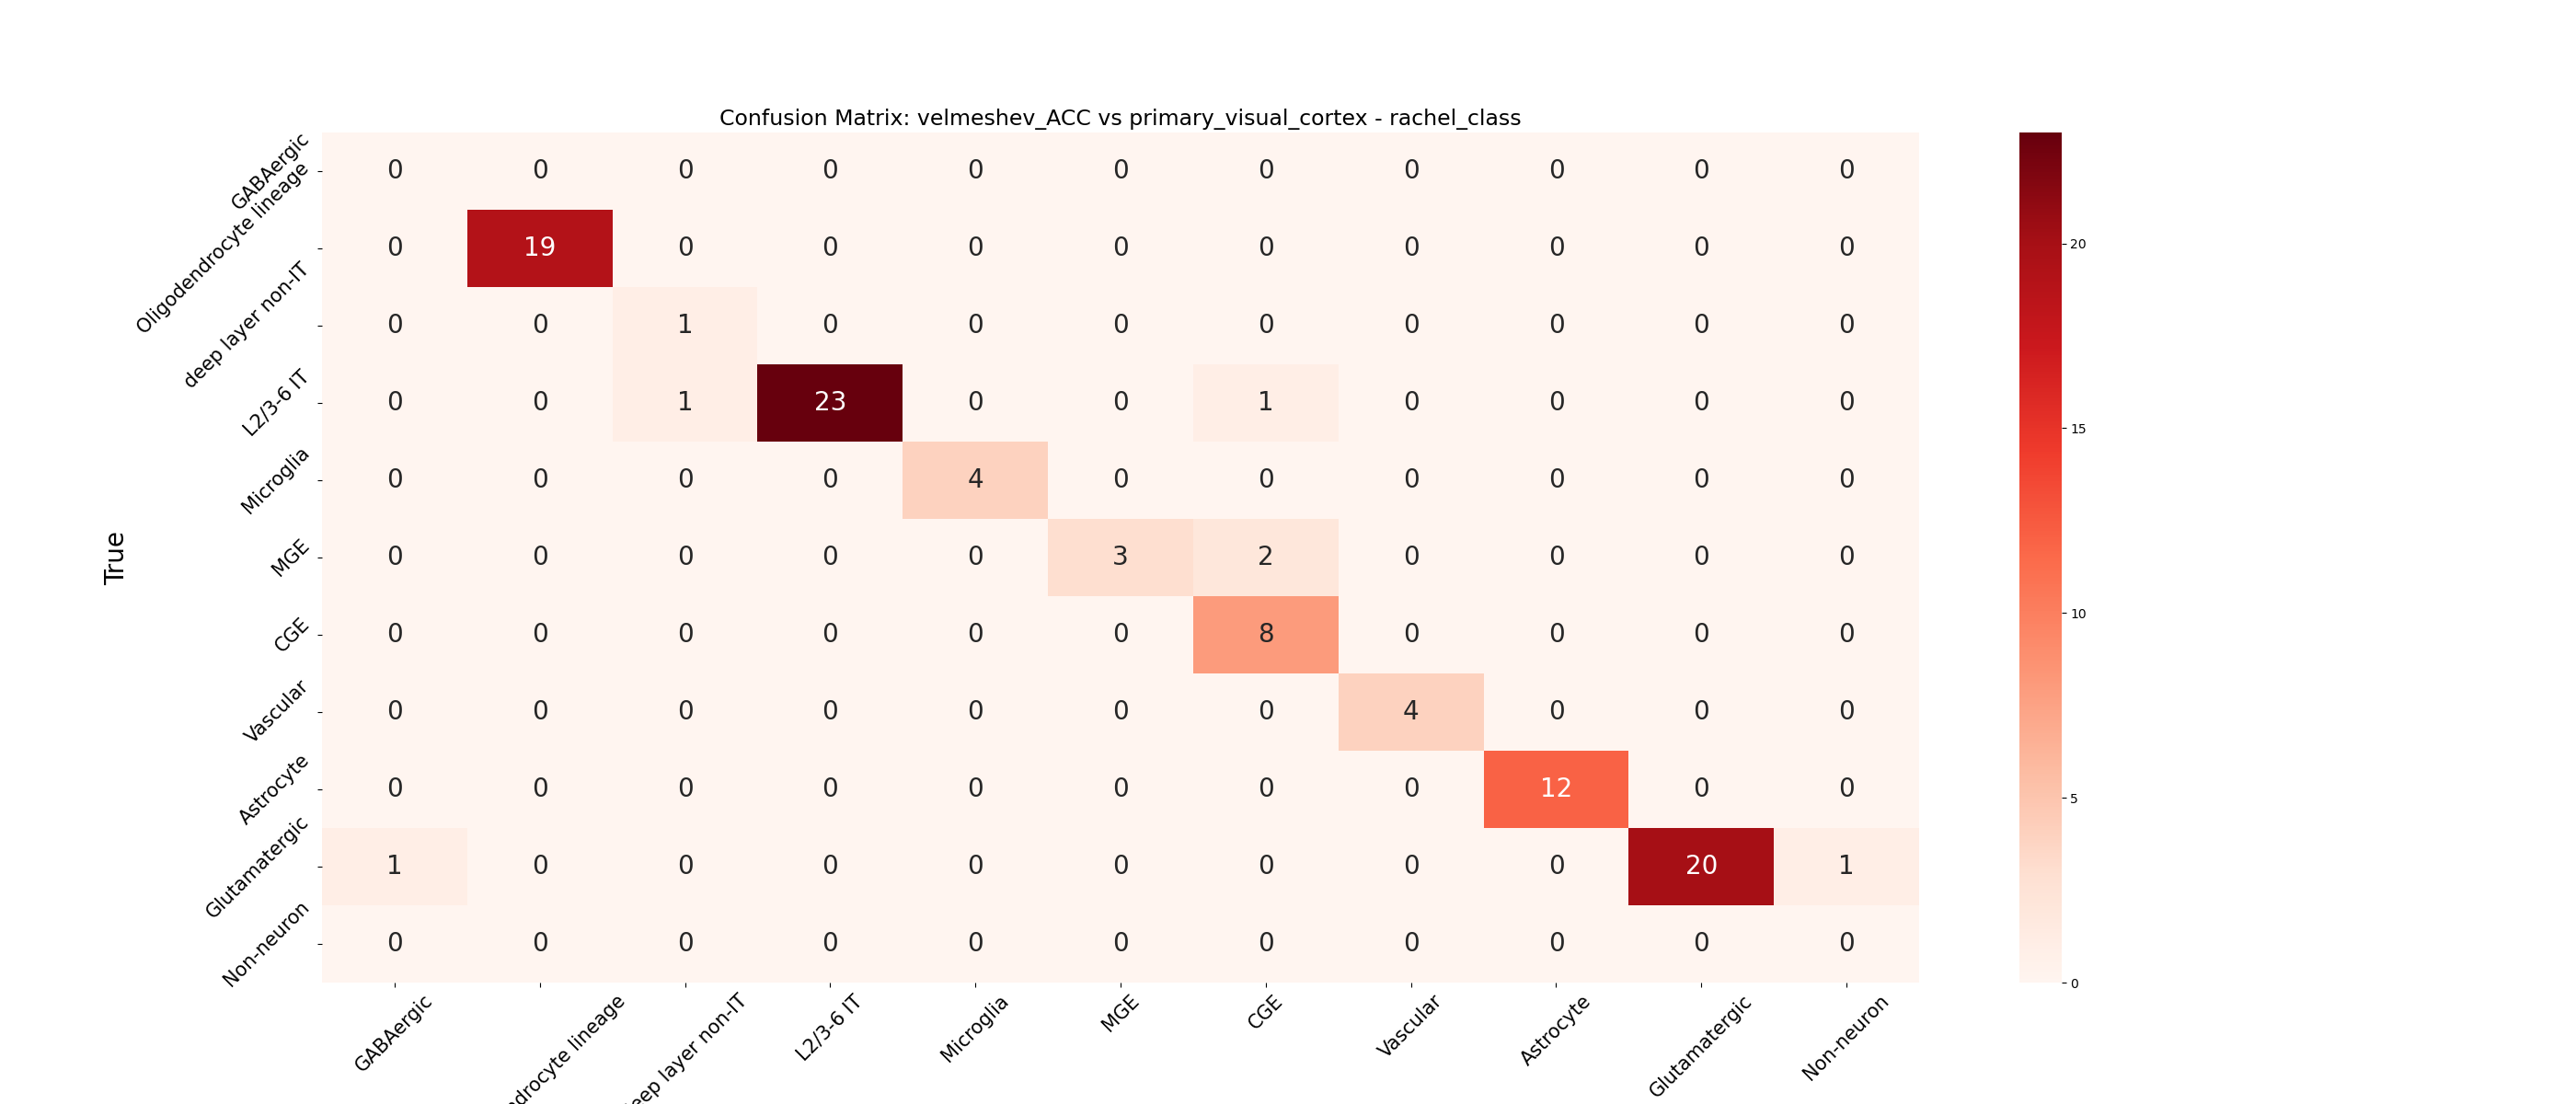 Confusion Matrix: velmeshev_ACC vs primary_visual_cortex - rachel_class
True
GABAergic 0 0 0 0 0 0 0 0 0 0 0
Oligodendrocyte lineage 0 19 0 0 0 0 0 0 0 0 0
deep layer non-IT 0 0 1 0 0 0 0 0 0 0 0
L2/3-6 IT 0 0 1 23 0 0 1 0 0 0 0
Microglia 0 0 0 0 4 0 0 0 0 0 0
MGE 0 0 0 0 0 3 2 0 0 0 0
CGE 0 0 0 0 0 0 8 0 0 0 0
Vascular 0 0 0 0 0 0 0 4 0 0 0
Astrocyte 0 0 0 0 0 0 0 0 12 0 0
Glutamatergic 1 0 0 0 0 0 0 0 0 20 1
Non-neuron 0 0 0 0 0 0 0 0 0 0 0
GABAergic
ndrocyte lineage
eep layer non-IT
L2/3-6 IT
Microglia
MGE
CGE
Vascular
Astrocyte
Glutamatergic
Non-neuron
20
15
10
5
0